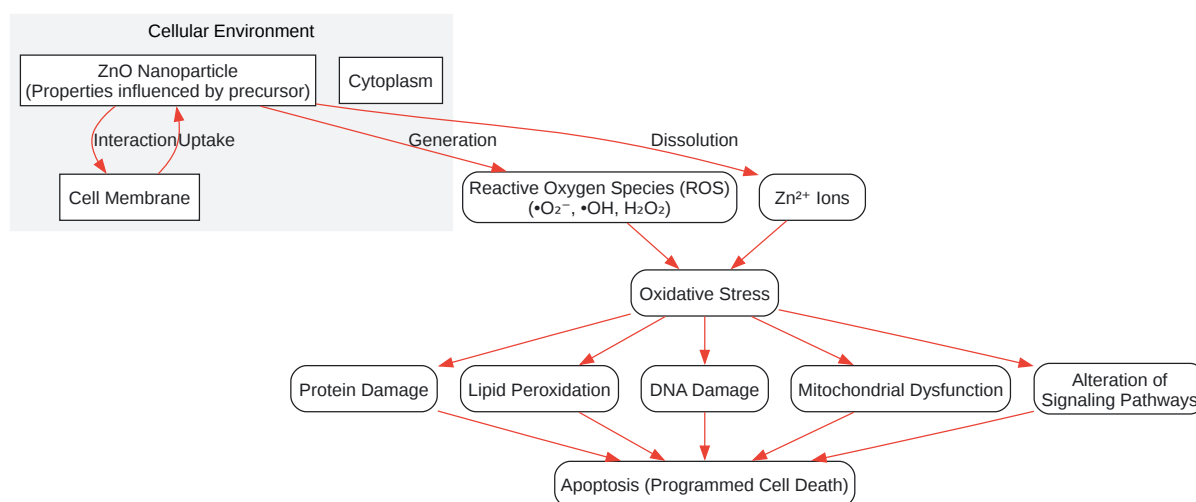 Cellular Environment
ZnO Nanoparticle
(Properties influenced by precursor)
Cytoplasm
Interaction
Uptake
Generation
Dissolution
Cell Membrane
Reactive Oxygen Species (ROS)
(•O₂⁻, •OH, H₂O₂)
Zn²⁺ Ions
Oxidative Stress
Protein Damage
Lipid Peroxidation
DNA Damage
Mitochondrial Dysfunction
Alteration of
Signaling Pathways
Apoptosis (Programmed Cell Death)